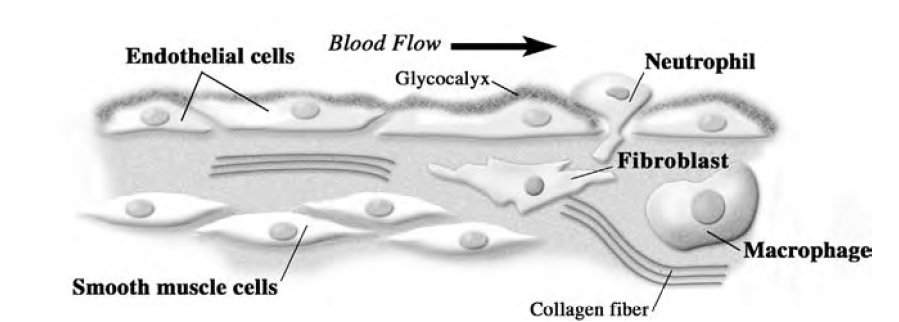 Blood Flow
Endothelial cells
Neutrophil
Glycocalyx
Fibroblast
Macrophage
Smooth muscle cells
Collagen fiber